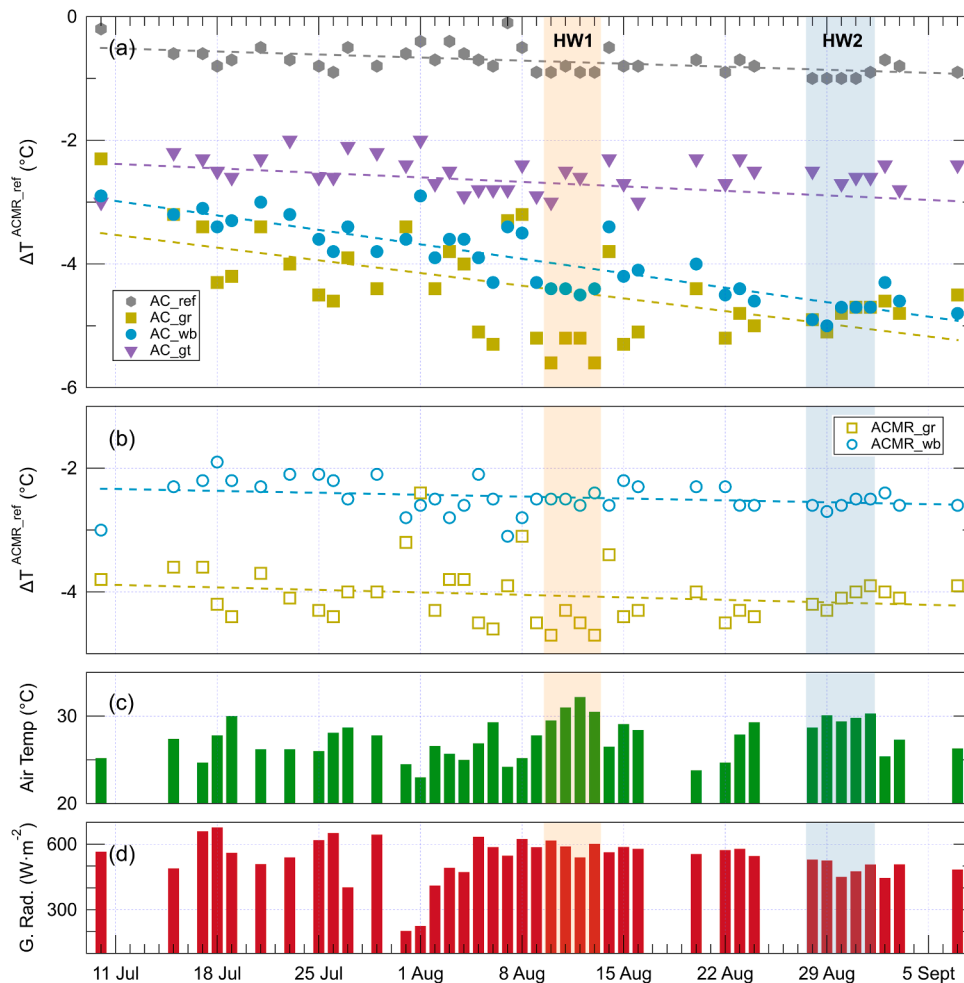 0
(a)
HW1
HW2
-2
ΔT ACMR_ref (°C)
-4
AC_ref
AC_gr
AC_wb
AC_gt
-6
(b)
ACMR_gr
ACMR_wb
-2
ΔT ACMR_ref (°C)
-4
(c)
30
Air Temp (°C)
20
(d)
600
G. Rad. (W·m-2)
300
11 Jul 18 Jul 25 Jul 1 Aug 8 Aug 15 Aug 22 Aug 29 Aug 5 Sept